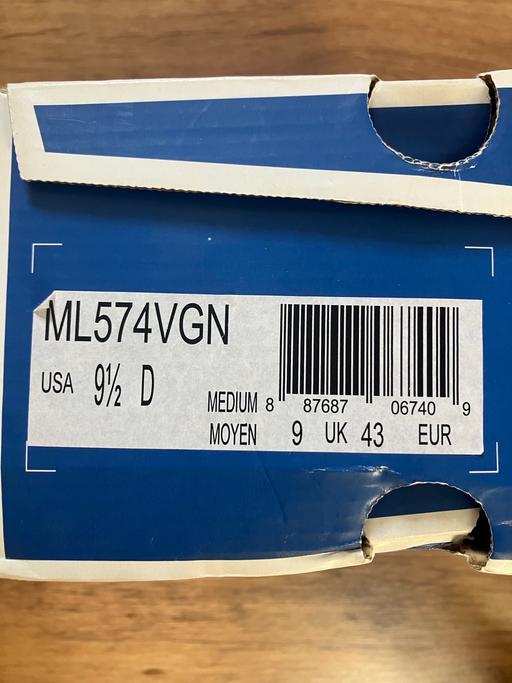 ML574VGN
USA 9½ D
MEDIUM 8 87687 06740 9
MOYEN 9 UK 43 EUR